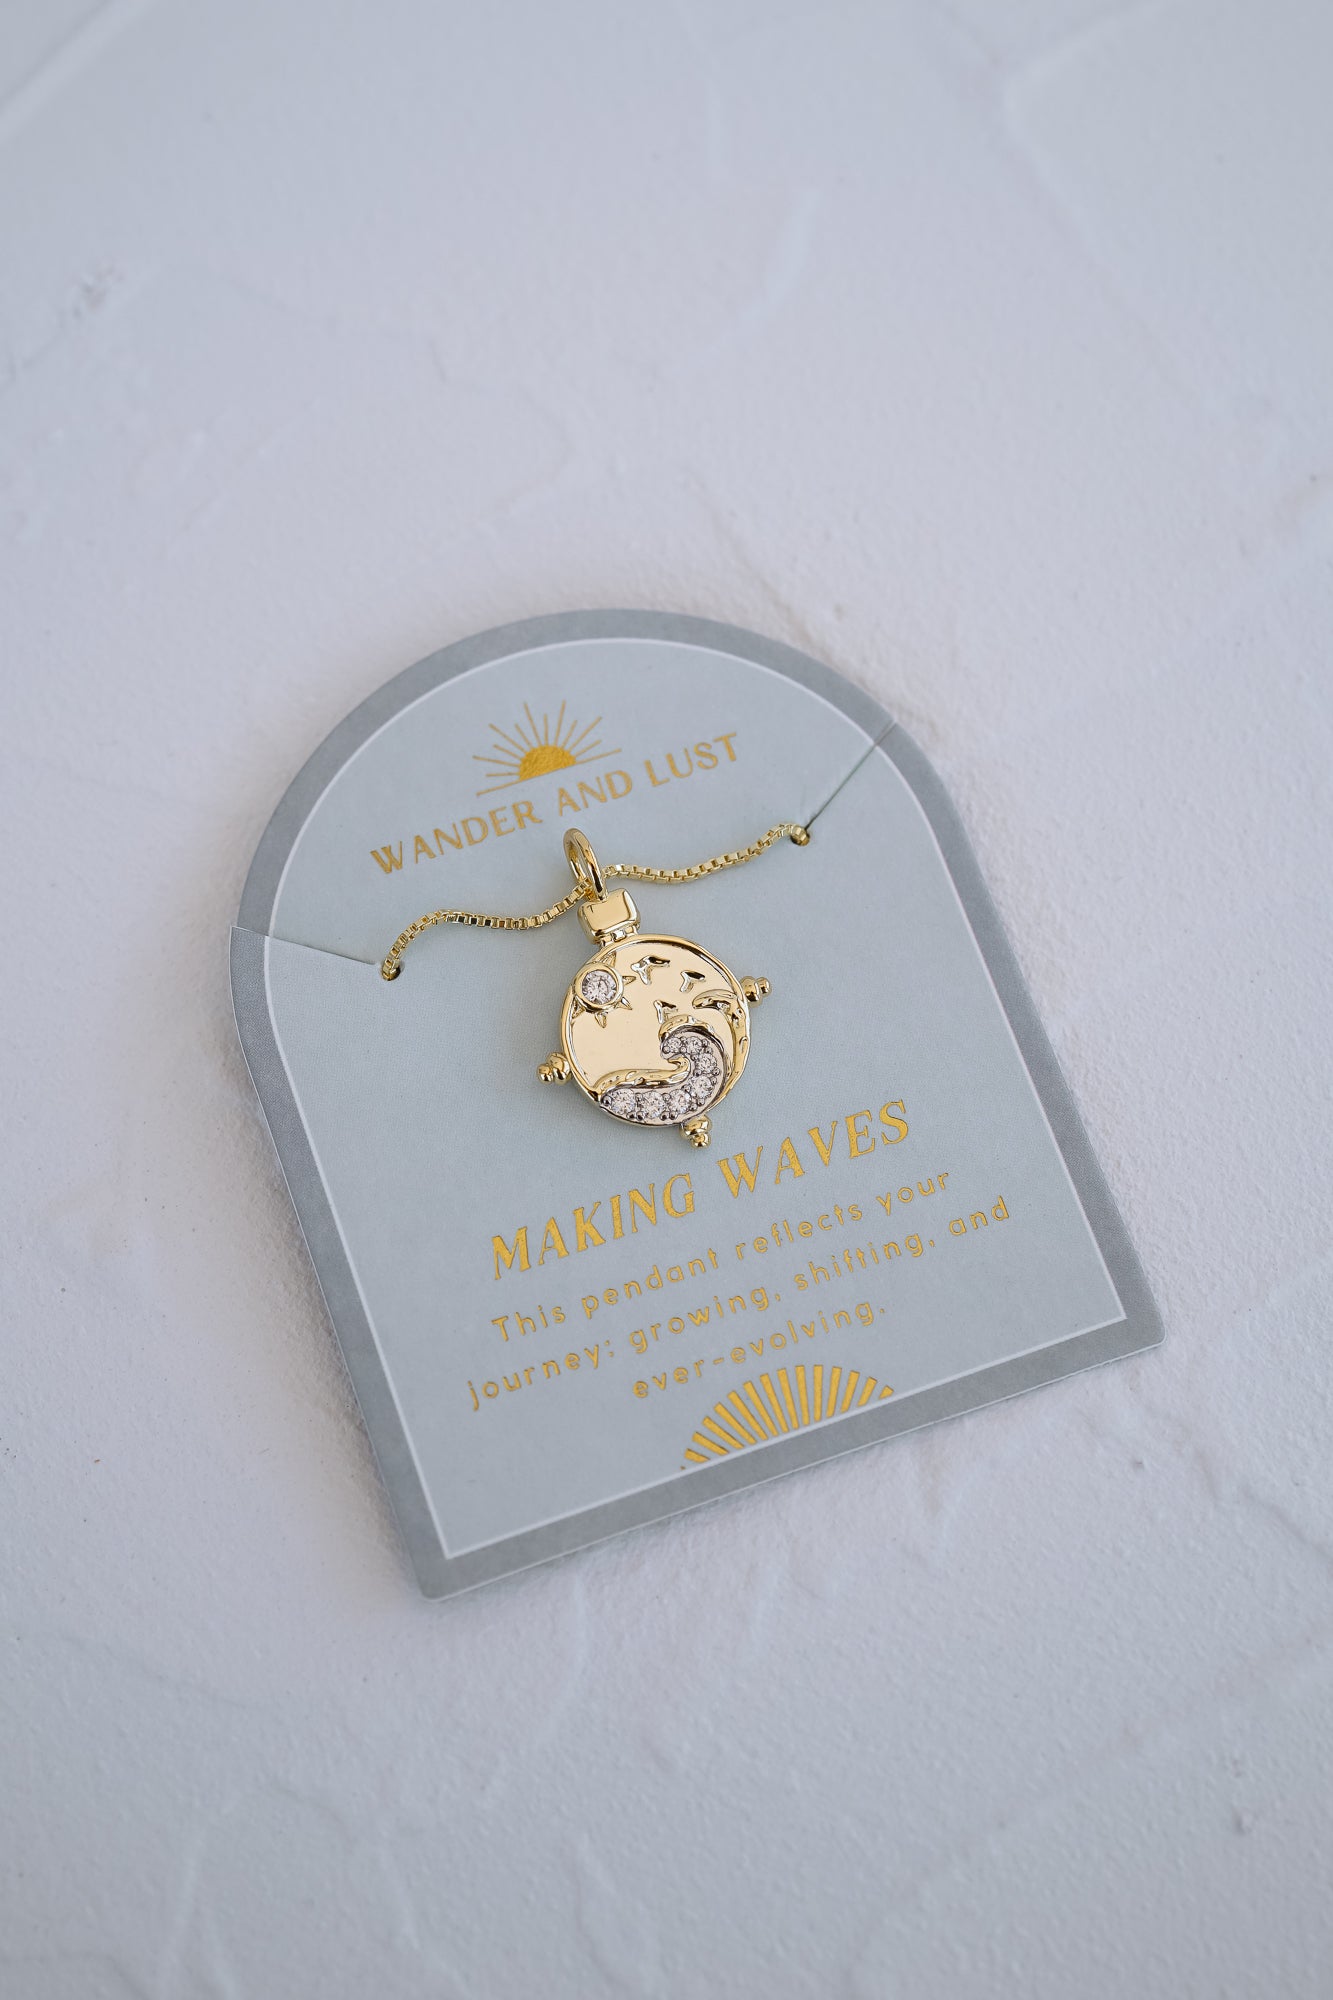 WANDER AND LUST
MAKING WAVES
This pendant reflects your
journey: growing, shifting, and
ever-evolving.